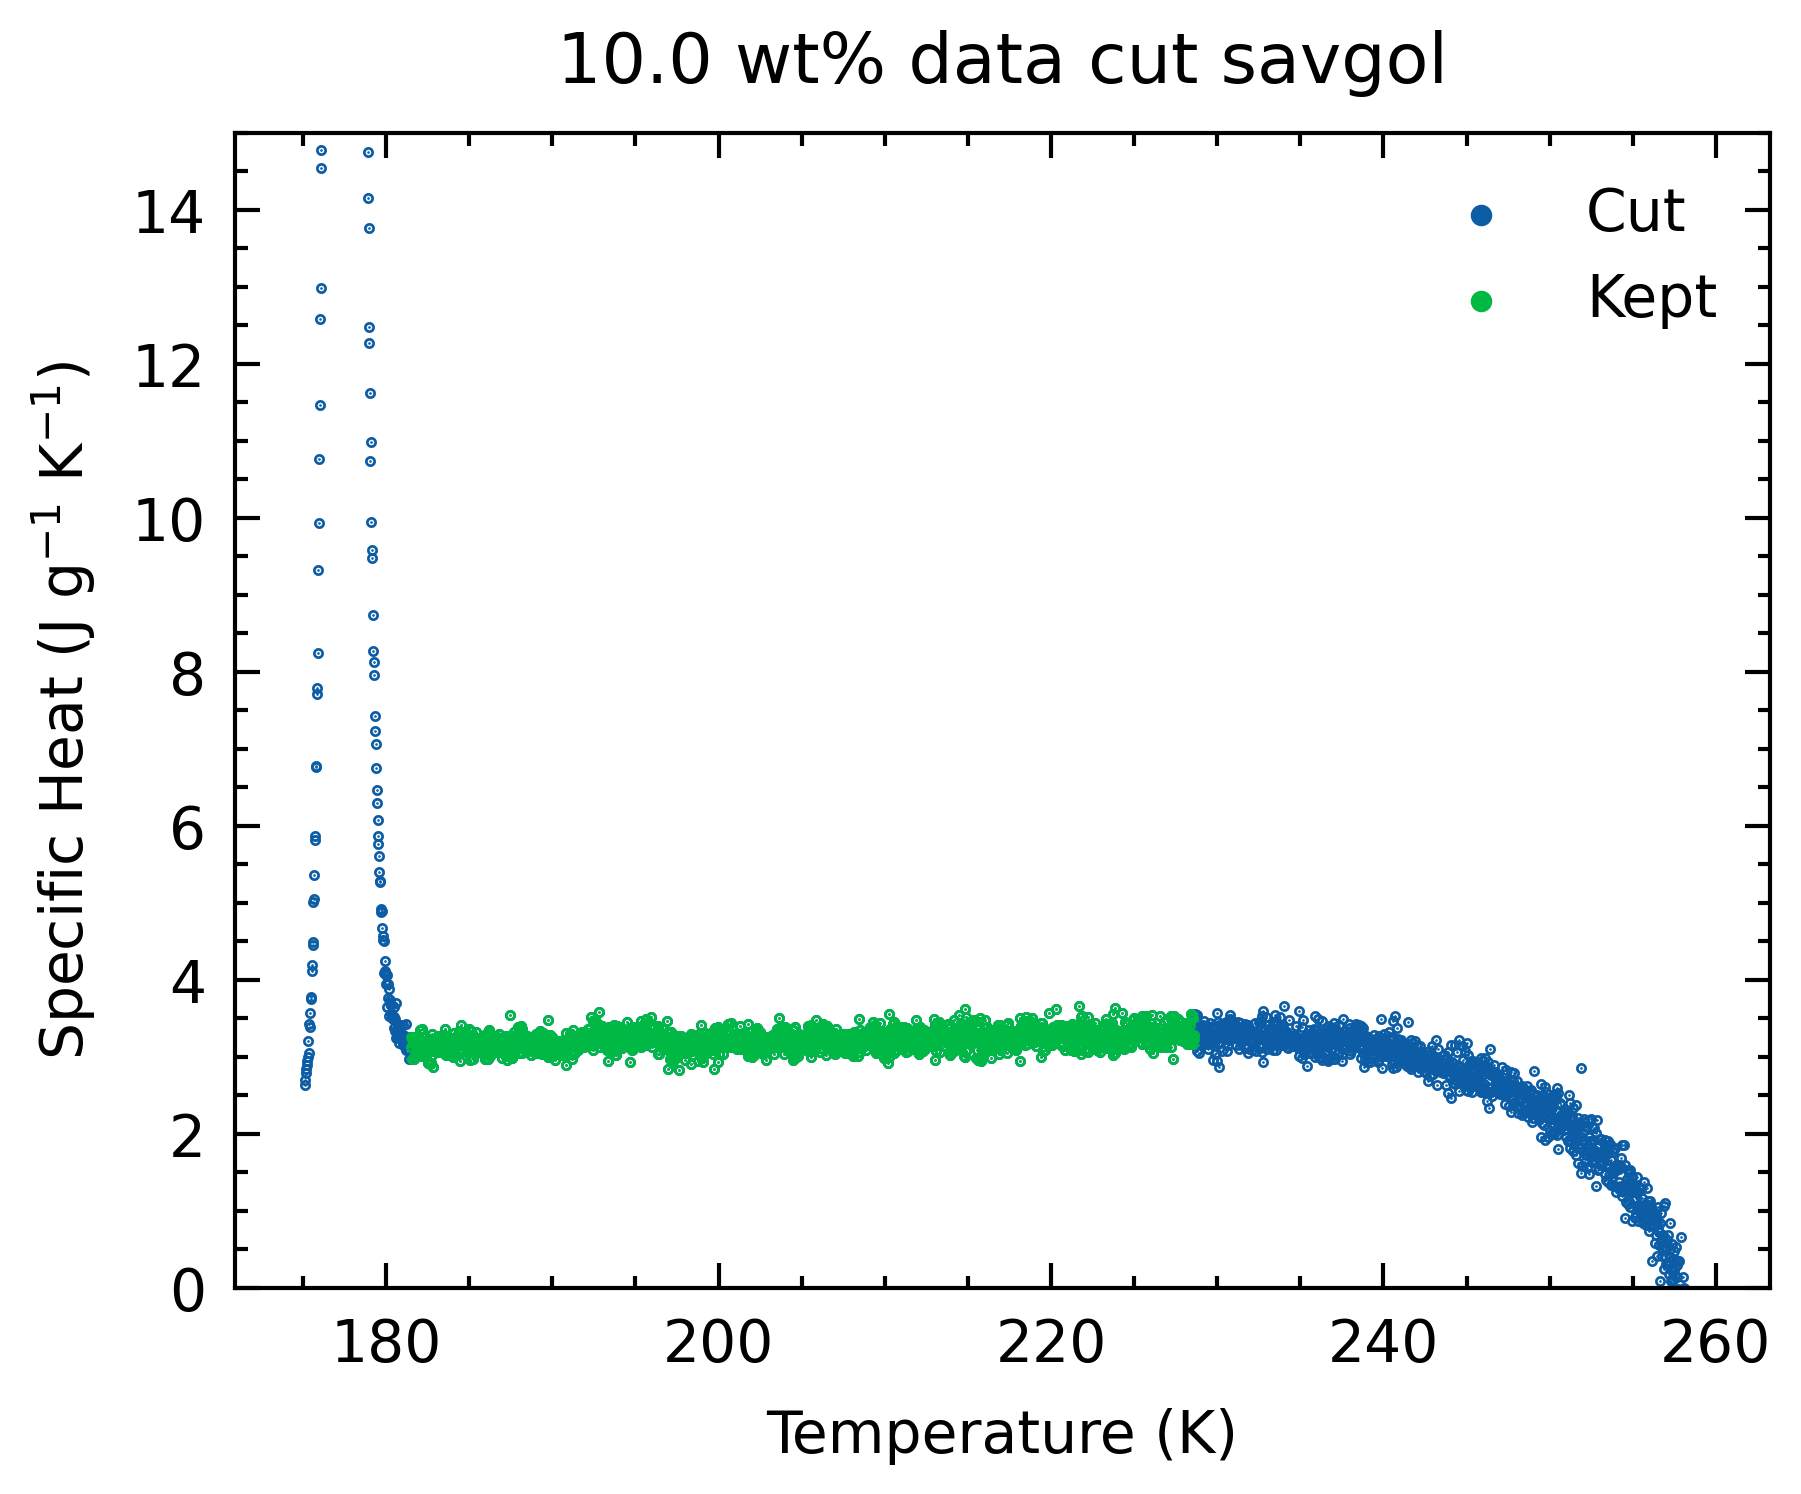 10.0 wt% data cut savgol
Cut
Kept
14
12
10
8
6
4
2
0
Specific Heat (J g⁻¹ K⁻¹)
180 200 220 240 260
Temperature (K)